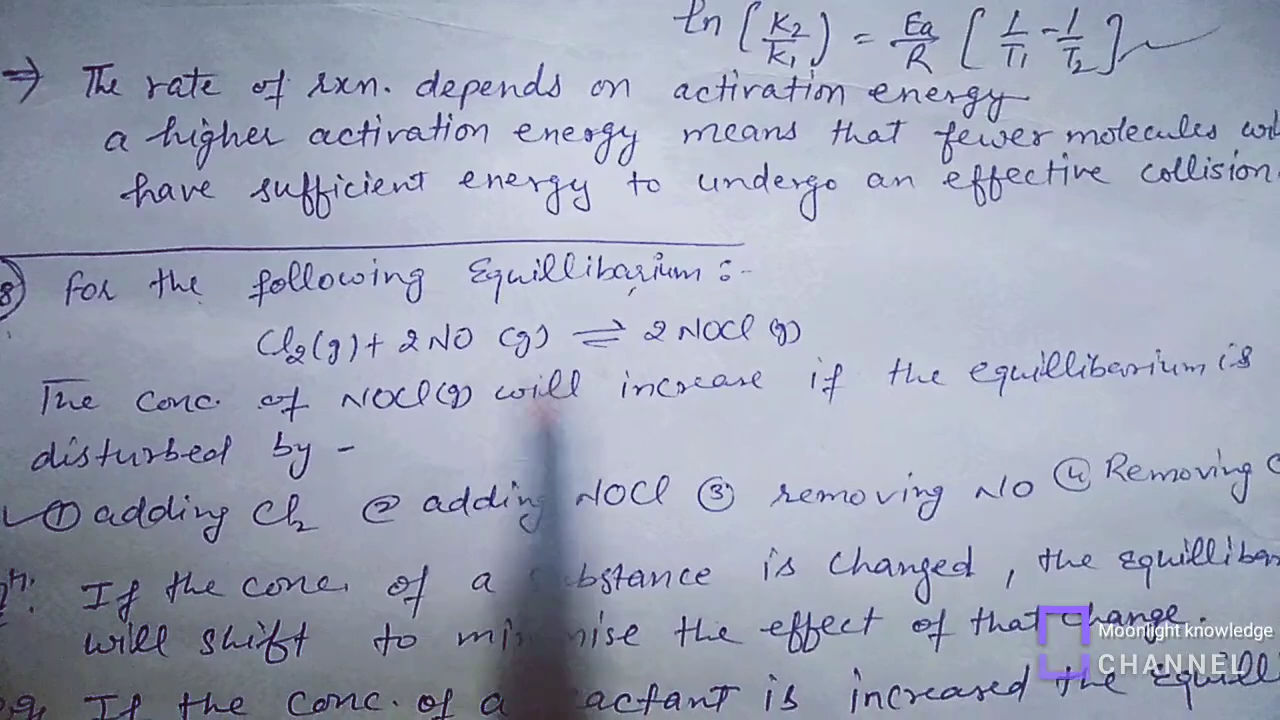 ln (K2/K1) = Ea/R [1/T1 - 1/T2]
⇒ The rate of rxn. depends on activation energy
a higher activation energy means that fewer molecules
have sufficient energy to undergo an effective collision.
8) For the following Equillibarium :-
Cl2(g) + 2NO (g) ⇌ 2NOCl (g)
The conc. of NOCl(g) will increase if the equillibarium is
disturbed by -
✓① adding Cl2 ② adding NOCl ③ removing NO ④ Removing
If the conc. of a is changed, the equillibar
will shift to the effect of that change.
Moonlight knowledge
CHANNEL
eg. If the conc. of a is increased the equilli